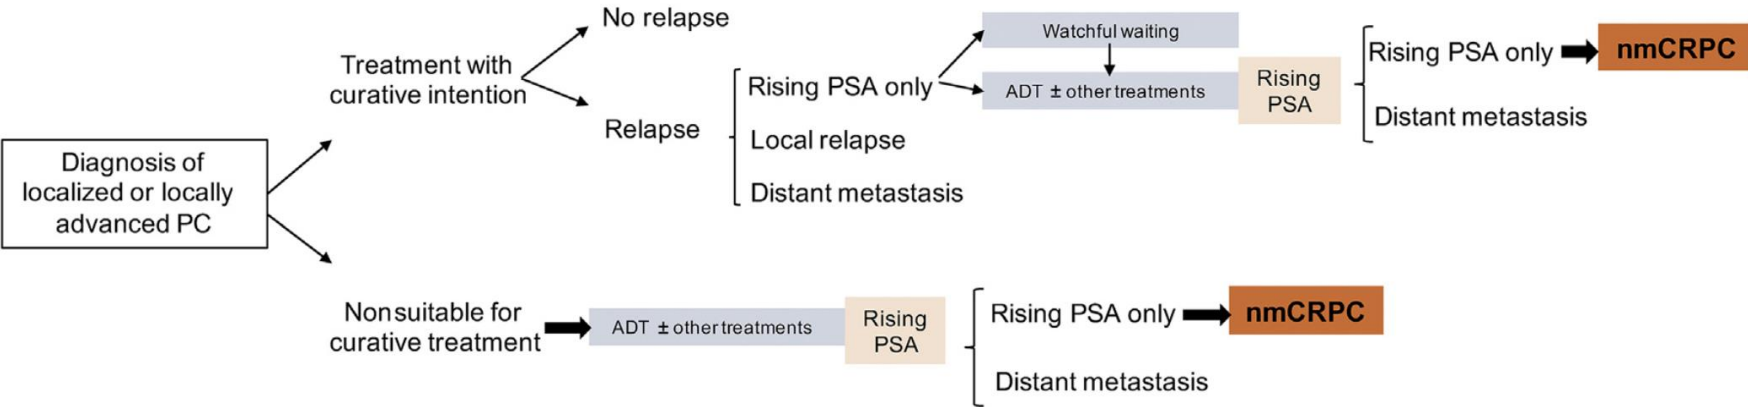 Diagnosis of
localized or locally
advanced PC
Treatment with
curative intention
No relapse
Relapse
Rising PSA only
Local relapse
Distant metastasis
Watchful waiting
ADT ± other treatments
Rising
PSA
Rising PSA only
nmCRPC
Distant metastasis
Nonsuitable for
curative treatment
ADT ± other treatments
Rising
PSA
Rising PSA only
nmCRPC
Distant metastasis